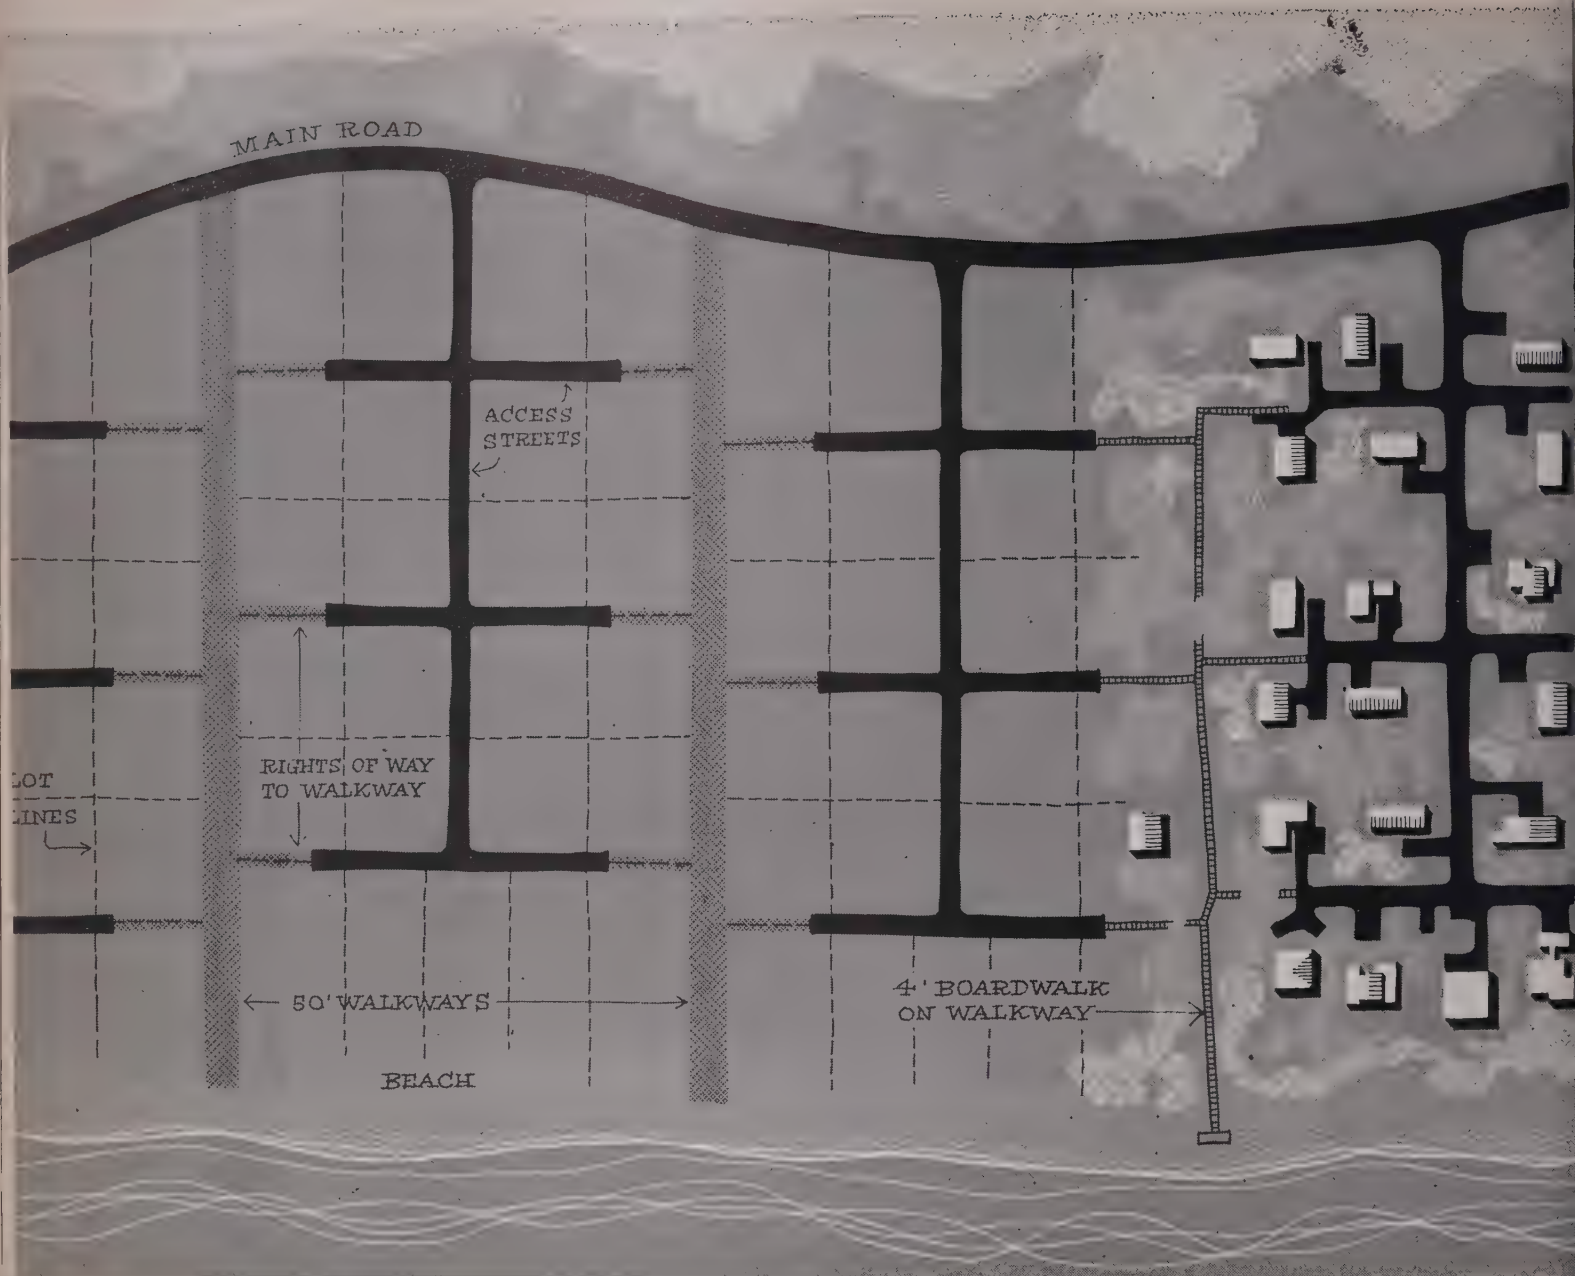 MAIN ROAD
ACCESS
STREETS
RIGHTS OF WAY
TO WALKWAY
LOT
LINES
50' WALKWAYS
4' BOARDWALK
ON WALKWAY
BEACH